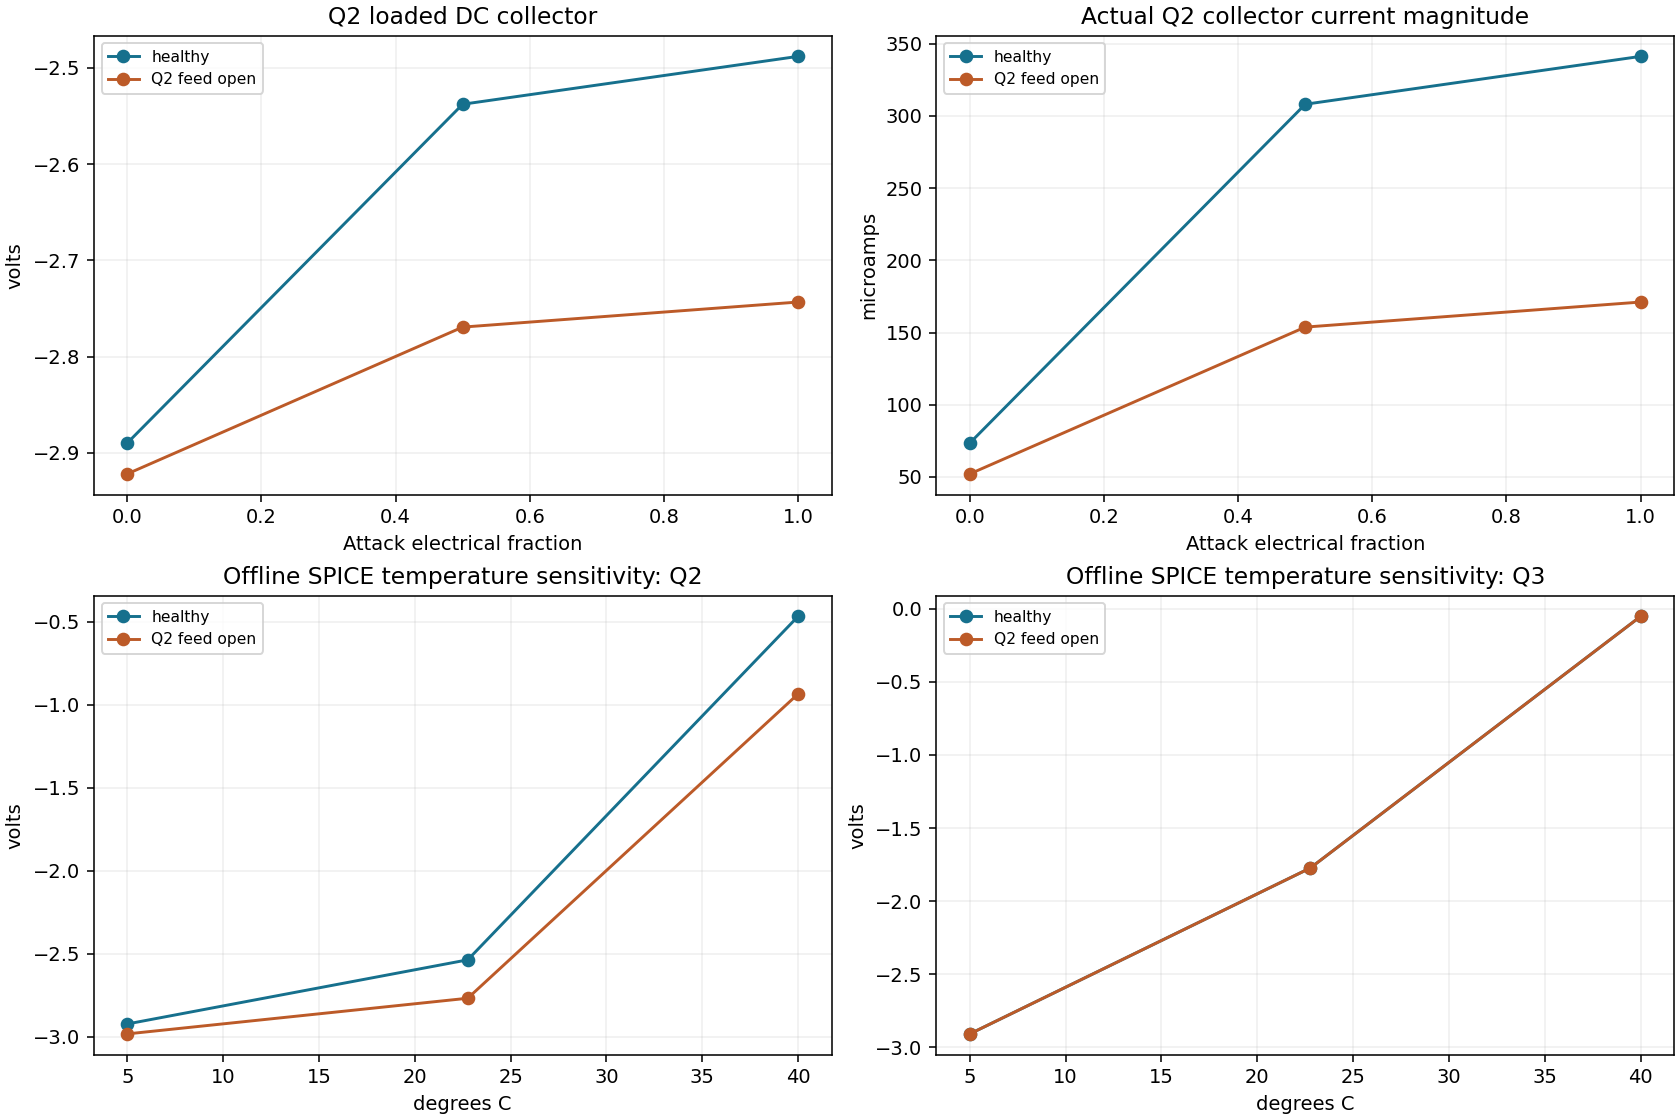 Q2 loaded DC collector
healthy
Q2 feed open
−2.5
−2.6
−2.7
−2.8
−2.9
volts
0.0 0.2 0.4 0.6 0.8 1.0
Attack electrical fraction
Actual Q2 collector current magnitude
healthy
Q2 feed open
350
300
250
200
150
100
50
microamps
0.0 0.2 0.4 0.6 0.8 1.0
Attack electrical fraction
Offline SPICE temperature sensitivity: Q2
healthy
Q2 feed open
−0.5
−1.0
−1.5
−2.0
−2.5
−3.0
volts
5 10 15 20 25 30 35 40
degrees C
Offline SPICE temperature sensitivity: Q3
healthy
Q2 feed open
0.0
−0.5
−1.0
−1.5
−2.0
−2.5
−3.0
volts
5 10 15 20 25 30 35 40
degrees C